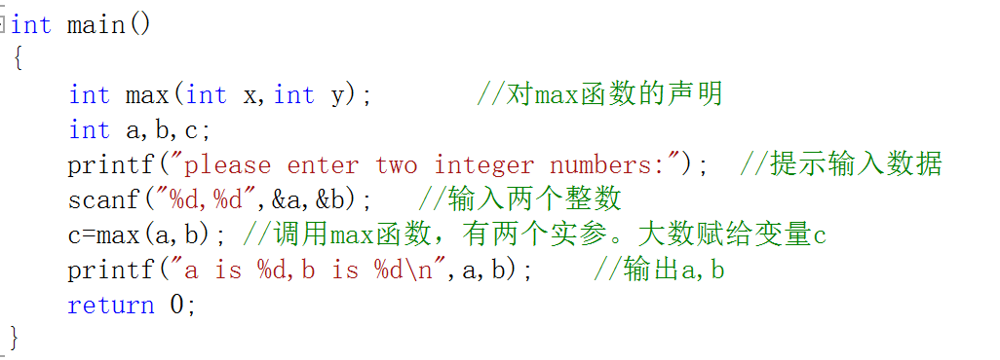 int main()
{
    int max(int x,int y);       //对max函数的声明
    int a,b,c;
    printf("please enter two integer numbers:");  //提示输入数据
    scanf("%d,%d",&a,&b);   //输入两个整数
    c=max(a,b); //调用max函数，有两个实参。大数赋给变量c
    printf("a is %d,b is %d\n",a,b);    //输出a,b
    return 0;
}